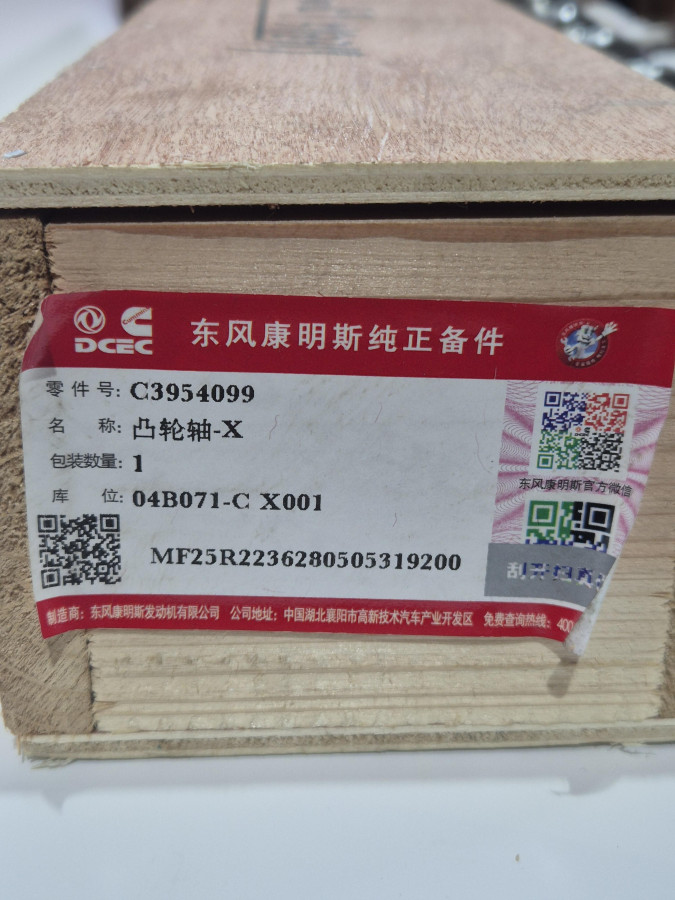 DCEC
东风康明斯纯正备件
零件号: C3954099
名 称: 凸轮轴-X
包装数量: 1
库 位: 04B071-C X001
东风康明斯官方微信
MF25R2236280505319200
刮开
制造商: 东风康明斯发动机有限公司 公司地址: 中国湖北襄阳市高新技术汽车产业开发区 免费查询热线: 400